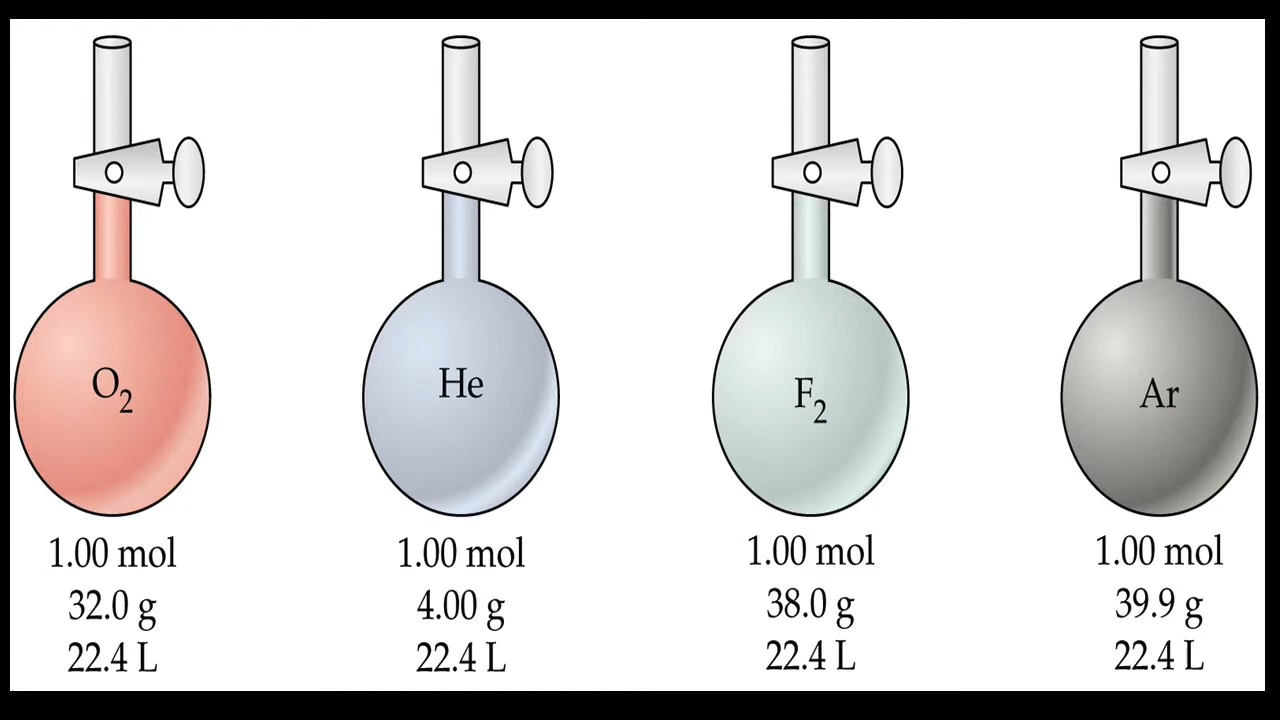 O₂
1.00 mol
32.0 g
22.4 L
He
1.00 mol
4.00 g
22.4 L
F₂
1.00 mol
38.0 g
22.4 L
Ar
1.00 mol
39.9 g
22.4 L